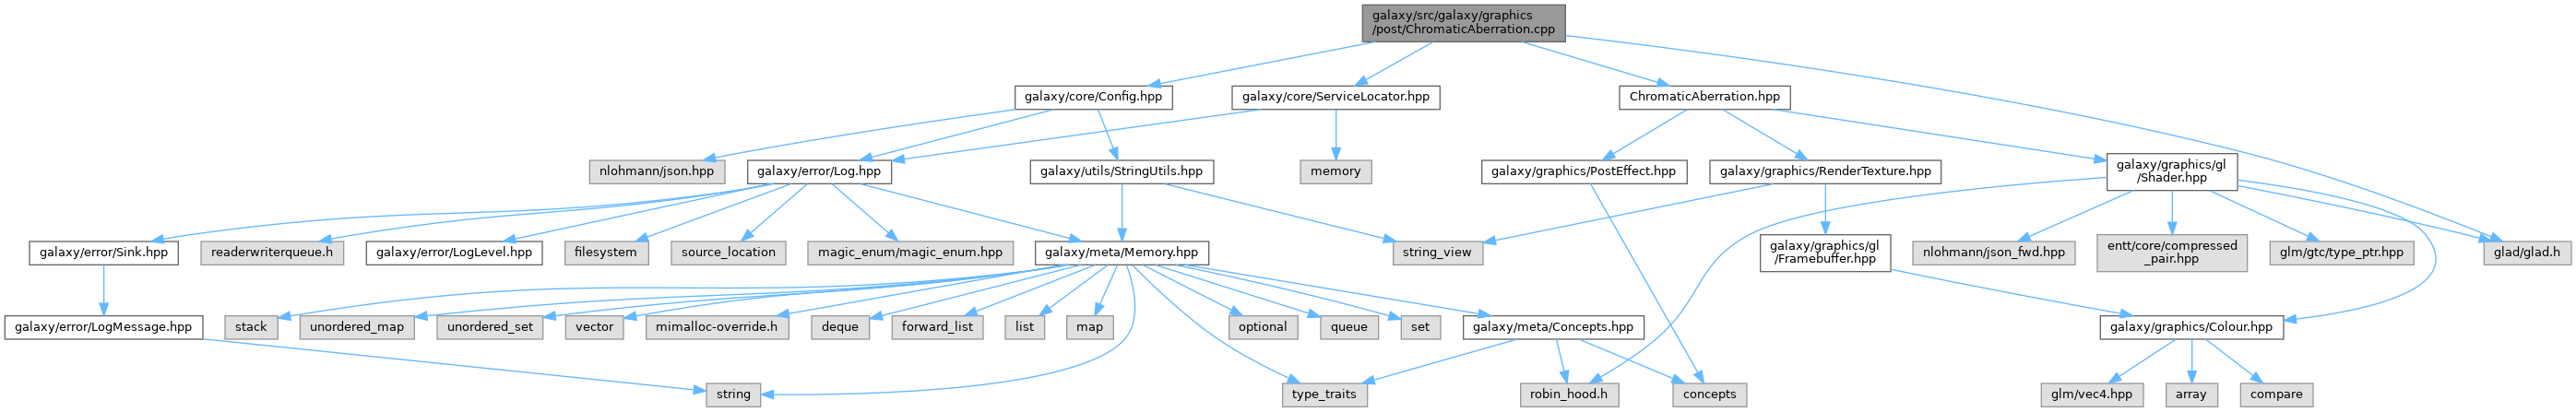 galaxy/src/galaxy/graphics
/post/ChromaticAberration.cpp
galaxy/core/Config.hpp
galaxy/core/ServiceLocator.hpp
ChromaticAberration.hpp
nlohmann/json.hpp
galaxy/error/Log.hpp
galaxy/utils/StringUtils.hpp
memory
galaxy/graphics/PostEffect.hpp
galaxy/graphics/RenderTexture.hpp
galaxy/graphics/gl
/Shader.hpp
galaxy/error/Sink.hpp
readerwriterqueue.h
galaxy/error/LogLevel.hpp
filesystem
source_location
magic_enum/magic_enum.hpp
galaxy/meta/Memory.hpp
string_view
galaxy/graphics/gl
/Framebuffer.hpp
nlohmann/json_fwd.hpp
entt/core/compressed
_pair.hpp
glm/gtc/type_ptr.hpp
glad/glad.h
galaxy/error/LogMessage.hpp
stack
unordered_map
unordered_set
vector
mimalloc-override.h
deque
forward_list
list
map
optional
queue
set
galaxy/meta/Concepts.hpp
galaxy/graphics/Colour.hpp
string
type_traits
robin_hood.h
concepts
glm/vec4.hpp
array
compare